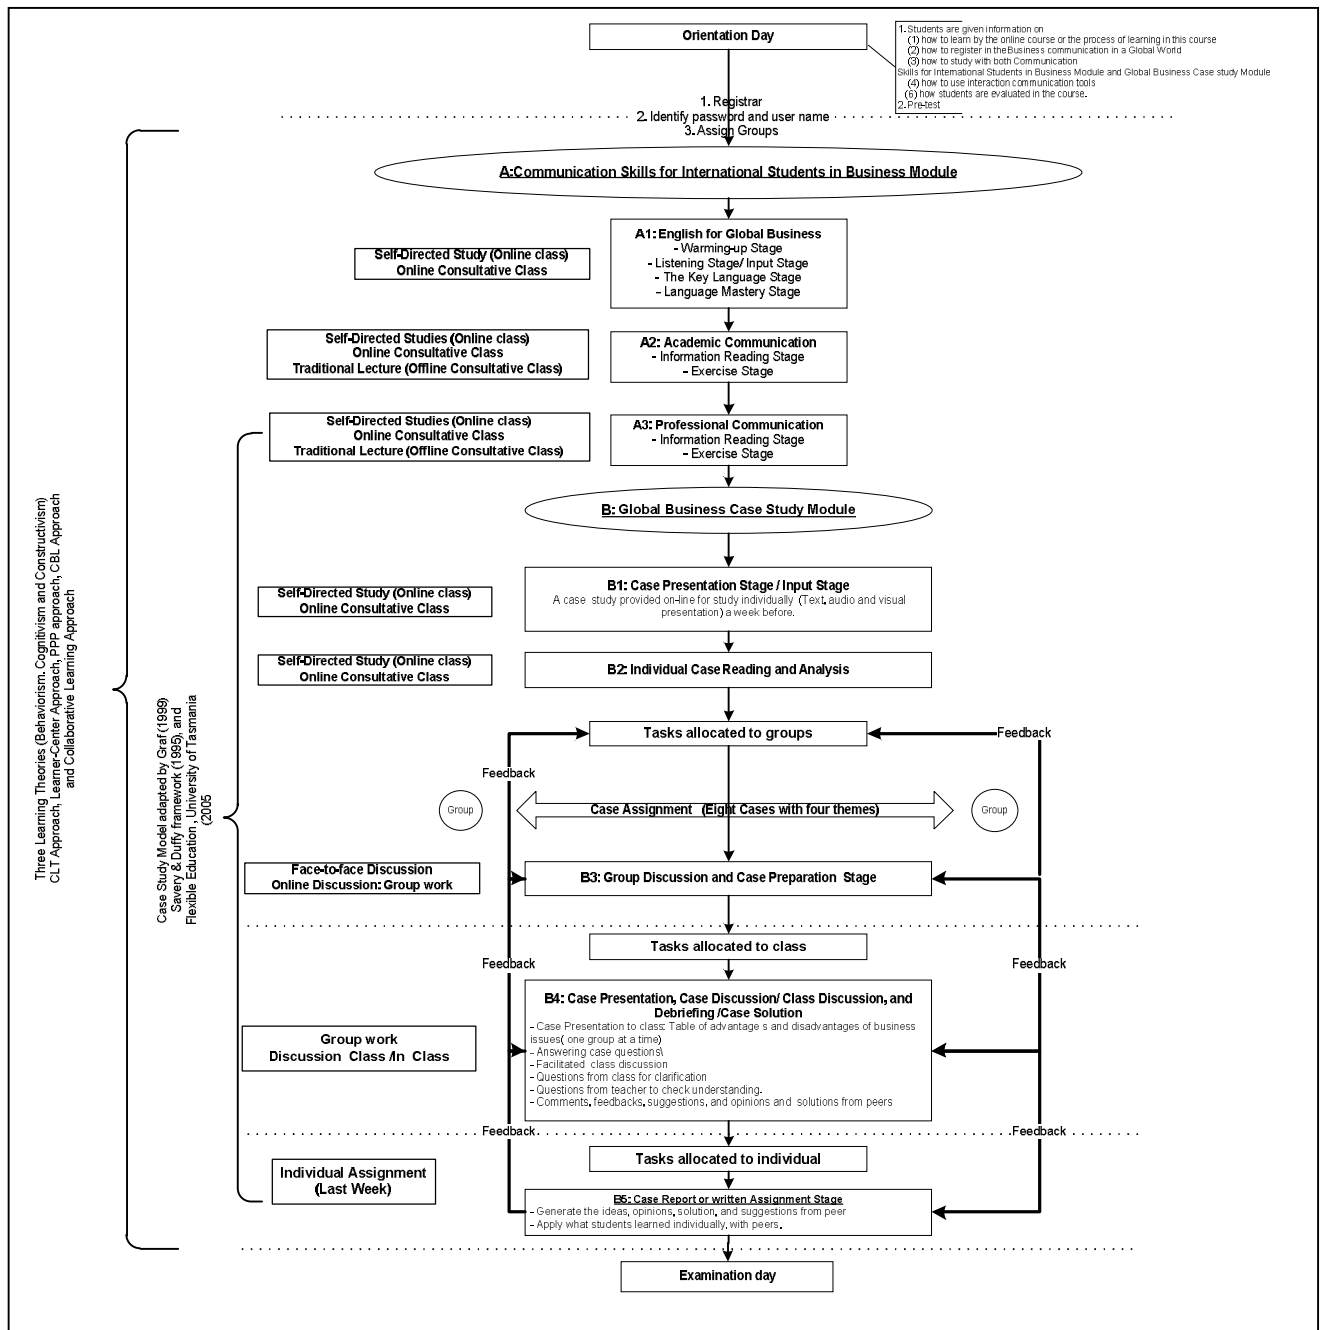 Orientation Day
1. Students are given information on
(1) how to learn by the online course or the process of learning in this course
(2) how to register in the Business communication in a Global World
(3) how to study with both Communication
Skills for International Students in Business Module and Global Business Case study Module
(4) how to use interaction communication tools
(6) how students are evaluated in the course.
2. Pre-test
1. Registrar
2. Identify password and user name
3. Assign Groups
A:Communication Skills for International Students in Business Module
A1: English for Global Business
- Warming-up Stage
- Listening Stage/ Input Stage
- The Key Language Stage
- Language Mastery Stage
Self-Directed Study (Online class)
Online Consultative Class
Self-Directed Studies (Online class)
Online Consultative Class
Traditional Lecture (Offline Consultative Class)
A2: Academic Communication
- Information Reading Stage
- Exercise Stage
Self-Directed Studies (Online class)
Online Consultative Class
Traditional Lecture (Offline Consultative Class)
A3: Professional Communication
- Information Reading Stage
- Exercise Stage
B: Global Business Case Study Module
Three Learning Theories (Behaviorism. Cognitivism and Constructivism)
CLT Approach, Learner-Center Approach, PPP approach, CBL Approach
and Collaborative Learning Approach
Case Study Model adapted by Graf (1999)
Savery & Duffy framework (1995), and
Flexible Education, University of Tasmania
(2005
Self-Directed Study (Online class)
Online Consultative Class
B1: Case Presentation Stage / Input Stage
A case study provided on-line for study individually (Text, audio and visual
presentation) a week before.
Self-Directed Study (Online class)
Online Consultative Class
B2: Individual Case Reading and Analysis
Tasks allocated to groups
Feedback
Feedback
Group
Case Assignment (Eight Cases with four themes)
Group
Face-to-face Discussion
Online Discussion: Group work
B3: Group Discussion and Case Preparation Stage
Tasks allocated to class
Feedback
Feedback
B4: Case Presentation, Case Discussion/ Class Discussion, and
Debriefing /Case Solution
- Case Presentation to class: Table of advantage s and disadvantages of business
issues( one group at a time)
- Answering case questions\
- Facilitated class discussion
- Questions from class for clarification
- Questions from teacher to check understanding.
- Comments, feedbacks, suggestions, and opinions and solutions from peers
Group work
Discussion Class /In Class
Feedback
Feedback
Tasks allocated to individual
Individual Assignment
(Last Week)
B5: Case Report or written Assignment Stage
- Generate the ideas, opinions, solution, and suggestions from peer
- Apply what students learned individually, with peers.
Examination day